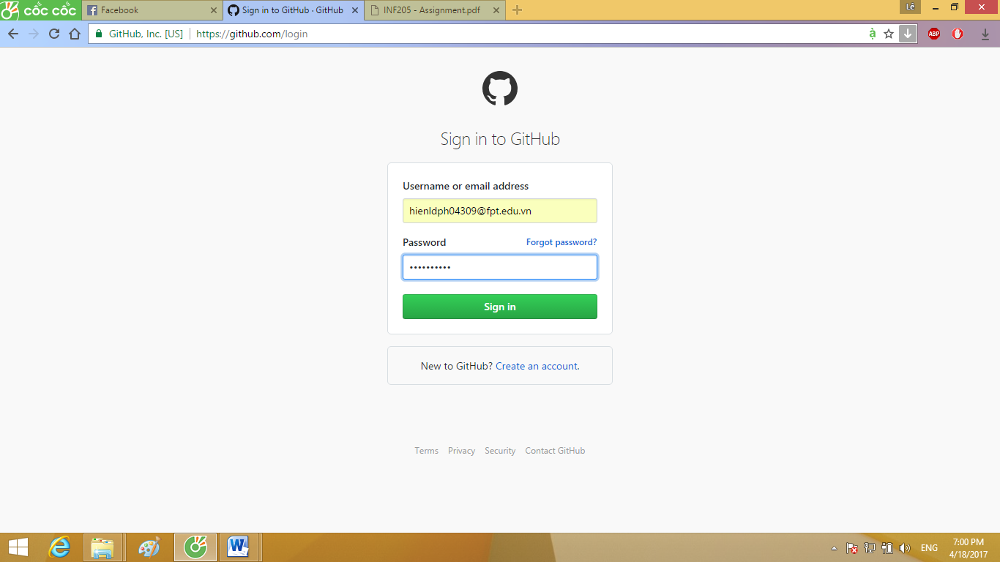 cốc cốc
Facebook
Sign in to GitHub · GitHub
INF205 - Assignment.pdf
Lê
GitHub, Inc. [US]
https://github.com/login
ạ̀
ABP
Sign in to GitHub
Username or email address
hienldph04309@fpt.edu.vn
Password
Forgot password?
••••••••••
Sign in
New to GitHub? Create an account.
Terms Privacy Security Contact GitHub
ENG
7:00 PM
4/18/2017